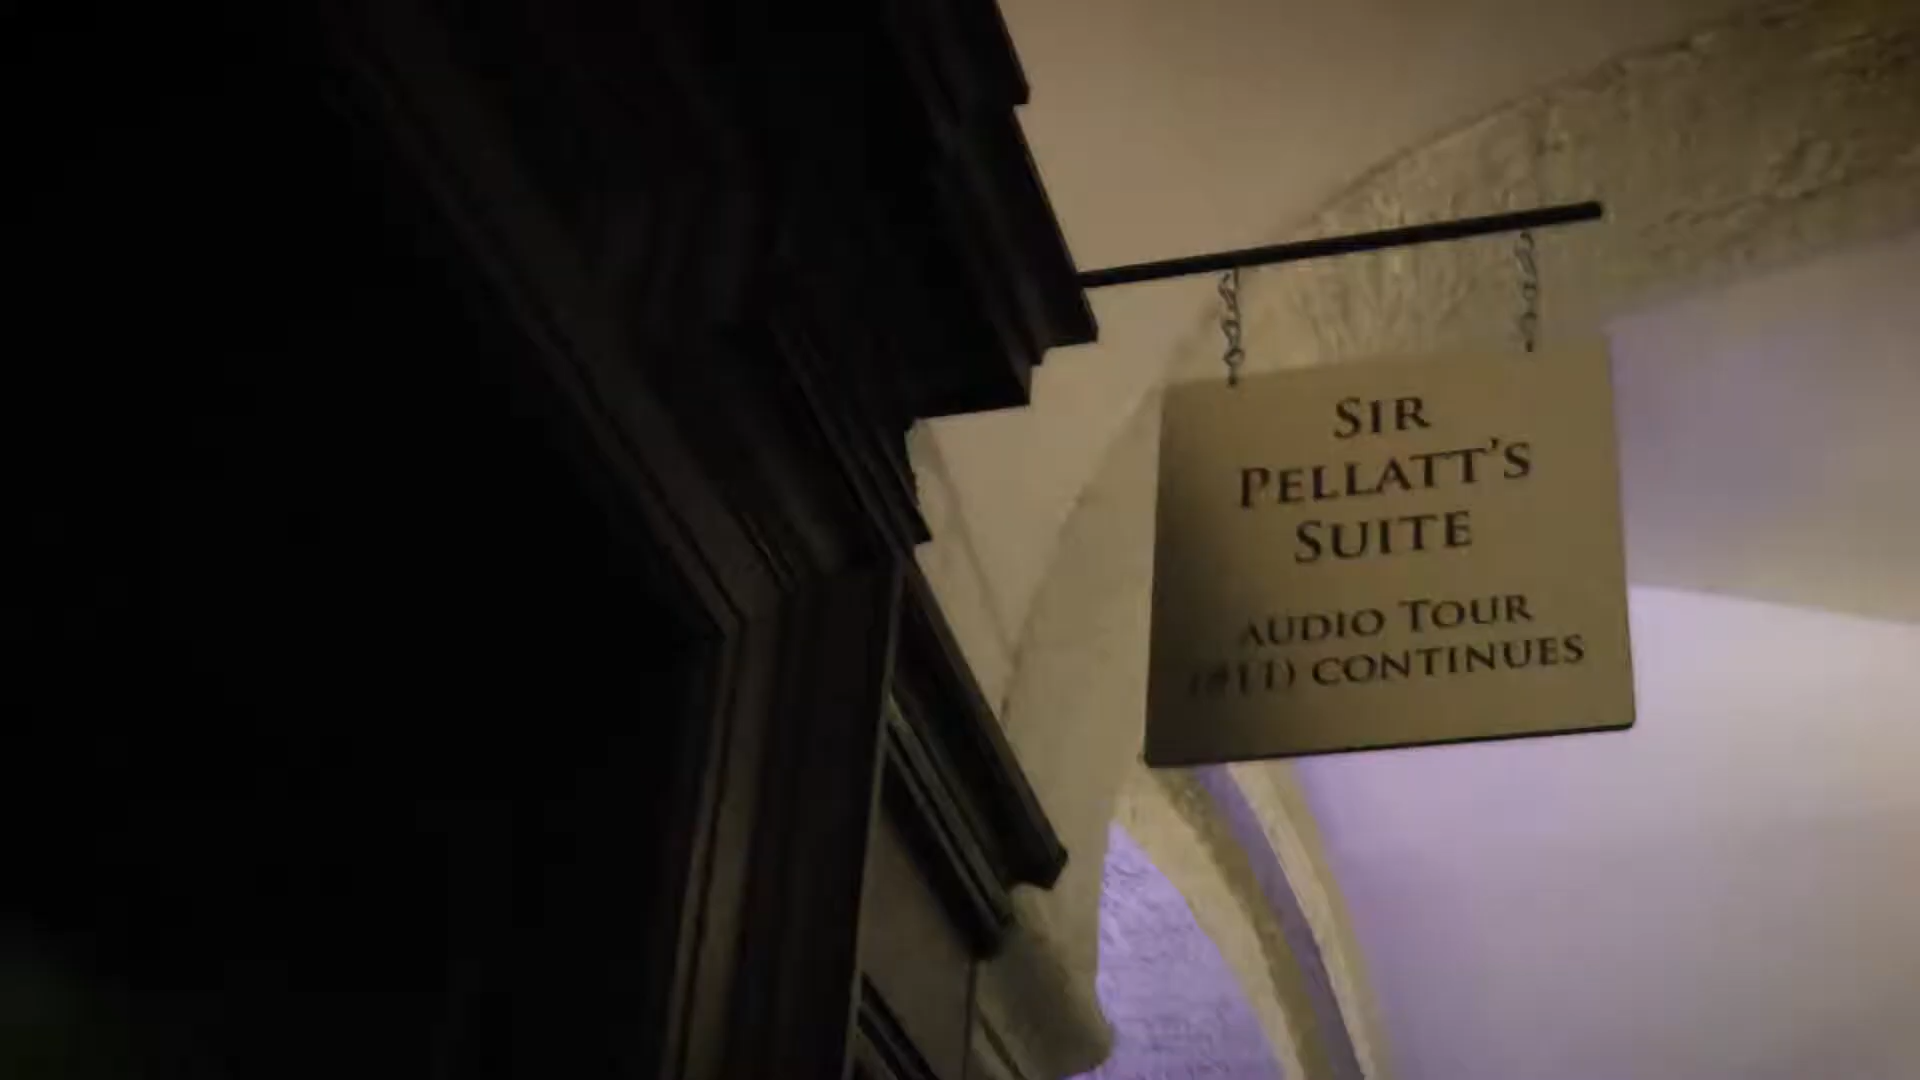 SIR
PELLATT'S
SUITE
AUDIO TOUR
(#11) CONTINUES